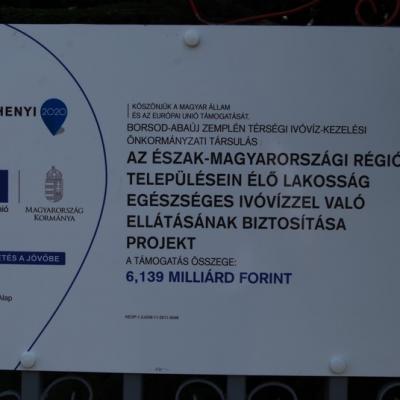 HENYI 2020
KÖSZÖNJÜK A MAGYAR ÁLLAM
ÉS AZ EURÓPAI UNIÓ TÁMOGATÁSÁT.
BORSOD-ABAÚJ ZEMPLÉN TÉRSÉGI IVÓVÍZ-KEZELÉSI
ÖNKORMÁNYZATI TÁRSULÁS
AZ ÉSZAK-MAGYARORSZÁGI RÉGIÓ
TELEPÜLÉSEIN ÉLŐ LAKOSSÁG
EGÉSZSÉGES IVÓVÍZZEL VALÓ
ELLÁTÁSÁNAK BIZTOSÍTÁSA
PROJEKT
A TÁMOGATÁS ÖSSZEGE:
6,139 MILLIÁRD FORINT
nió
MAGYARORSZÁG
KORMÁNYA
ETÉS A JÖVŐBE
Alap